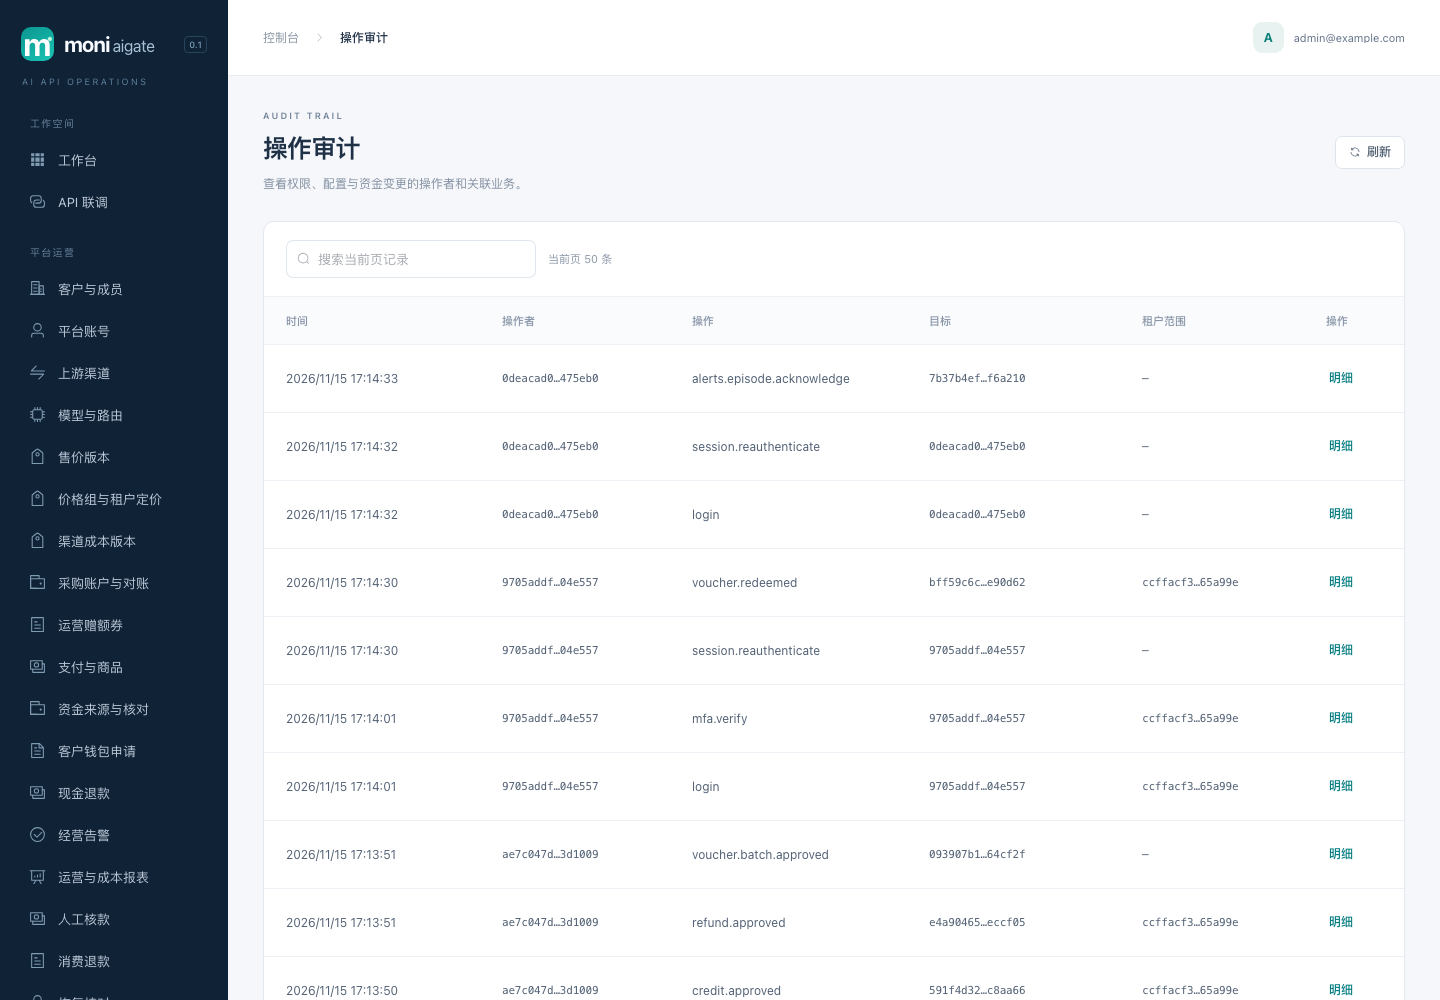 m moni aigate 0.1
AI API OPERATIONS
工作空间
工作台
API 联调
平台运营
客户与成员
平台账号
上游渠道
模型与路由
售价版本
价格组与租户定价
渠道成本版本
采购账户与对账
运营赠额券
支付与商品
资金来源与核对
客户钱包申请
现金退款
经营告警
运营与成本报表
人工核款
消费退款
控制台 操作审计
A admin@example.com
AUDIT TRAIL
操作审计
查看权限、配置与资金变更的操作者和关联业务。
刷新
搜索当前页记录 当前页 50 条
时间 操作者 操作 目标 租户范围 操作
2026/11/15 17:14:33 0deacad0…475eb0 alerts.episode.acknowledge 7b37b4ef…f6a210 — 明细
2026/11/15 17:14:32 0deacad0…475eb0 session.reauthenticate 0deacad0…475eb0 — 明细
2026/11/15 17:14:32 0deacad0…475eb0 login 0deacad0…475eb0 — 明细
2026/11/15 17:14:30 9705addf…04e557 voucher.redeemed bff59c6c…e90d62 ccffacf3…65a99e 明细
2026/11/15 17:14:30 9705addf…04e557 session.reauthenticate 9705addf…04e557 — 明细
2026/11/15 17:14:01 9705addf…04e557 mfa.verify 9705addf…04e557 ccffacf3…65a99e 明细
2026/11/15 17:14:01 9705addf…04e557 login 9705addf…04e557 ccffacf3…65a99e 明细
2026/11/15 17:13:51 ae7c047d…3d1009 voucher.batch.approved 093907b1…64cf2f — 明细
2026/11/15 17:13:51 ae7c047d…3d1009 refund.approved e4a90465…eccf05 ccffacf3…65a99e 明细
2026/11/15 17:13:50 ae7c047d…3d1009 credit.approved 591f4d32…c8aa66 ccffacf3…65a99e 明细